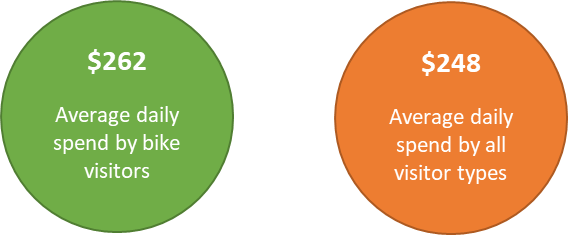 $262
Average daily
spend by bike
visitors
$248
Average daily
spend by all
visitor types